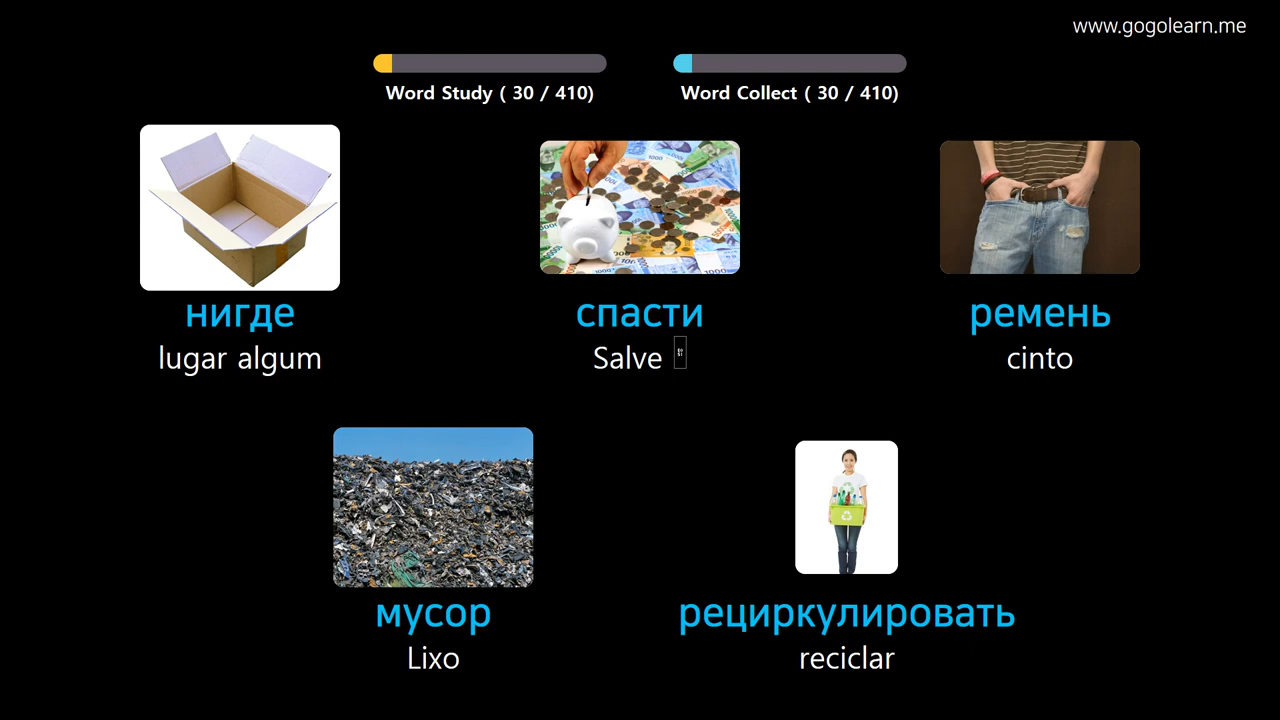 www.gogolearn.me
Word Study ( 30 / 410)
Word Collect ( 30 / 410)
нигде
lugar algum
спасти
Salve
ремень
cinto
мусор
Lixo
рециркулировать
reciclar